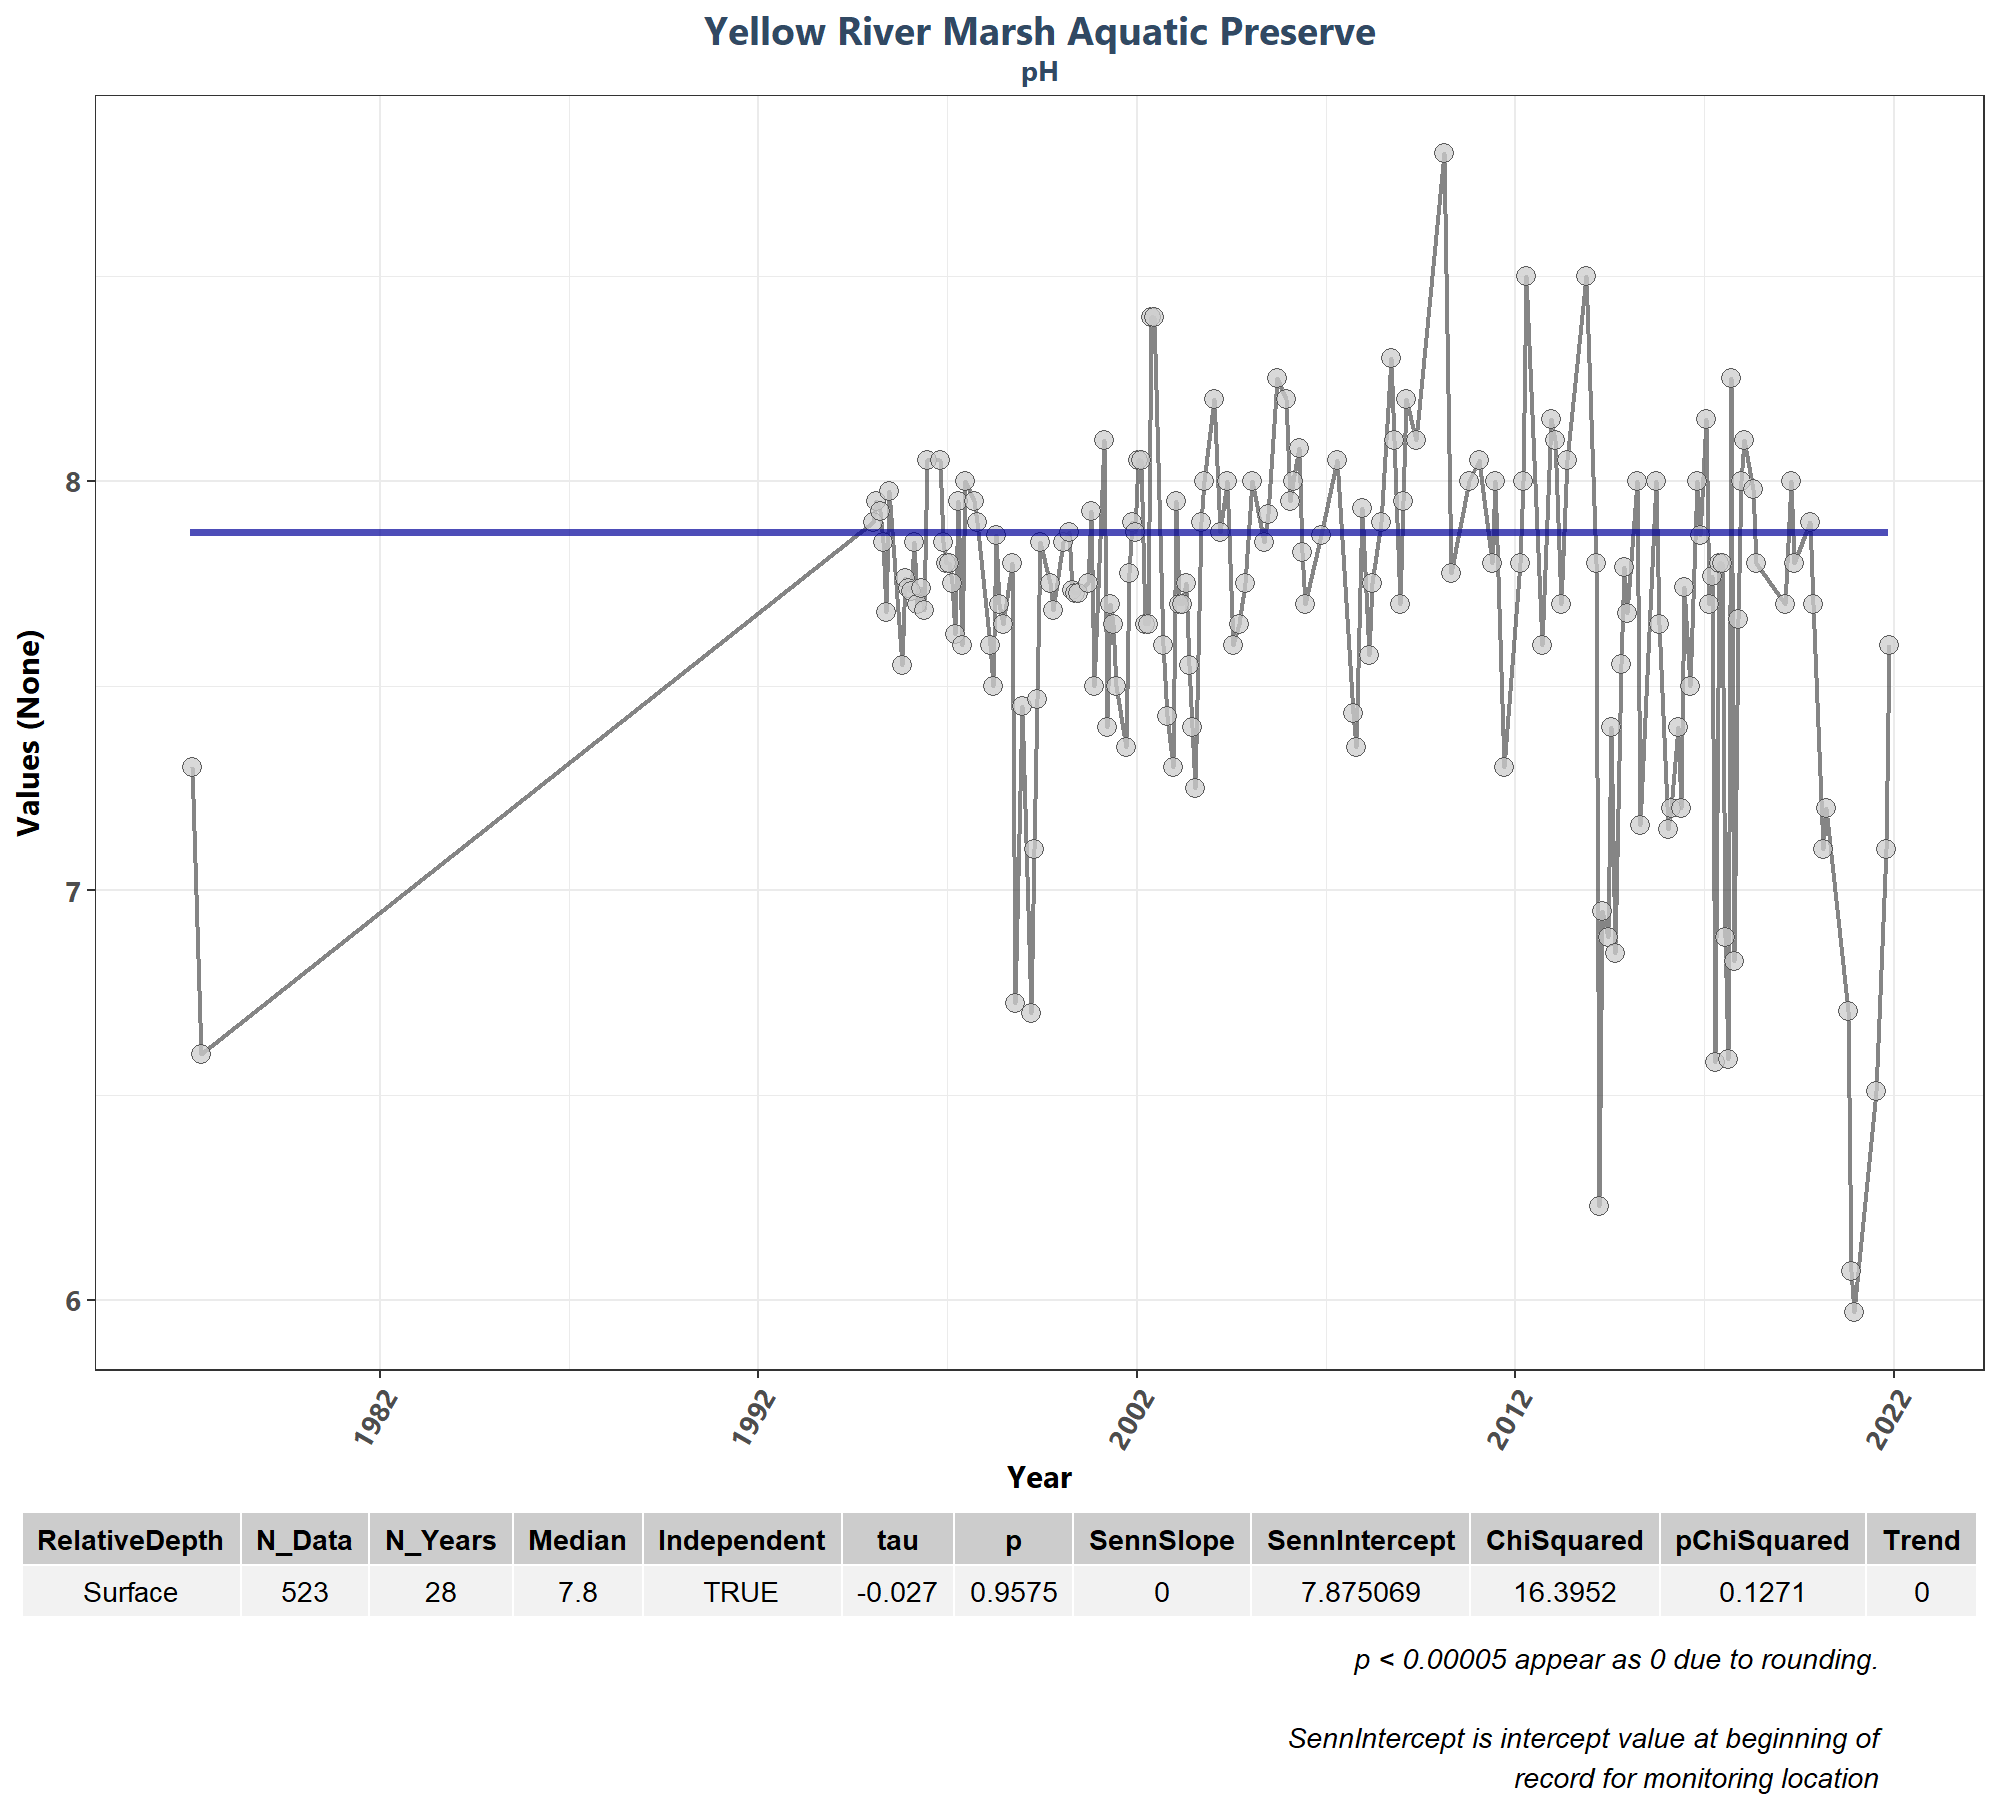 Yellow River Marsh Aquatic Preserve
pH
Values (None)
8
7
6
1982
1992
2002
2012
2022
Year
RelativeDepth N_Data N_Years Median Independent tau p SennSlope SennIntercept ChiSquared pChiSquared Trend
Surface 523 28 7.8 TRUE -0.027 0.9575 0 7.875069 16.3952 0.1271 0
p < 0.00005 appear as 0 due to rounding.
SennIntercept is intercept value at beginning of
record for monitoring location